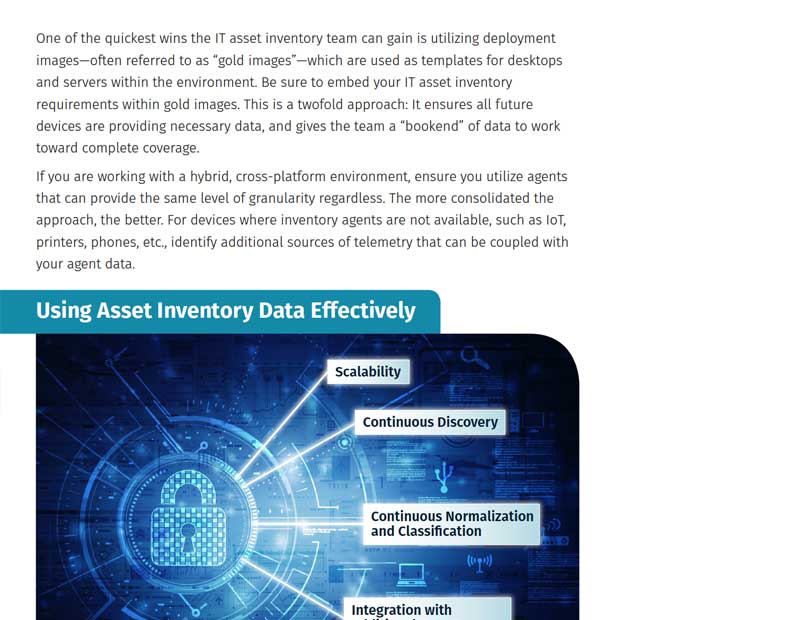 One of the quickest wins the IT asset inventory team can gain is utilizing deployment
images—often referred to as “gold images”—which are used as templates for desktops
and servers within the environment. Be sure to embed your IT asset inventory
requirements within gold images. This is a twofold approach: It ensures all future
devices are providing necessary data, and gives the team a “bookend” of data to work
toward complete coverage.
If you are working with a hybrid, cross-platform environment, ensure you utilize agents
that can provide the same level of granularity regardless. The more consolidated the
approach, the better. For devices where inventory agents are not available, such as IoT,
printers, phones, etc., identify additional sources of telemetry that can be coupled with
your agent data.
Using Asset Inventory Data Effectively
Scalability
Continuous Discovery
Continuous Normalization
and Classification
Integration with